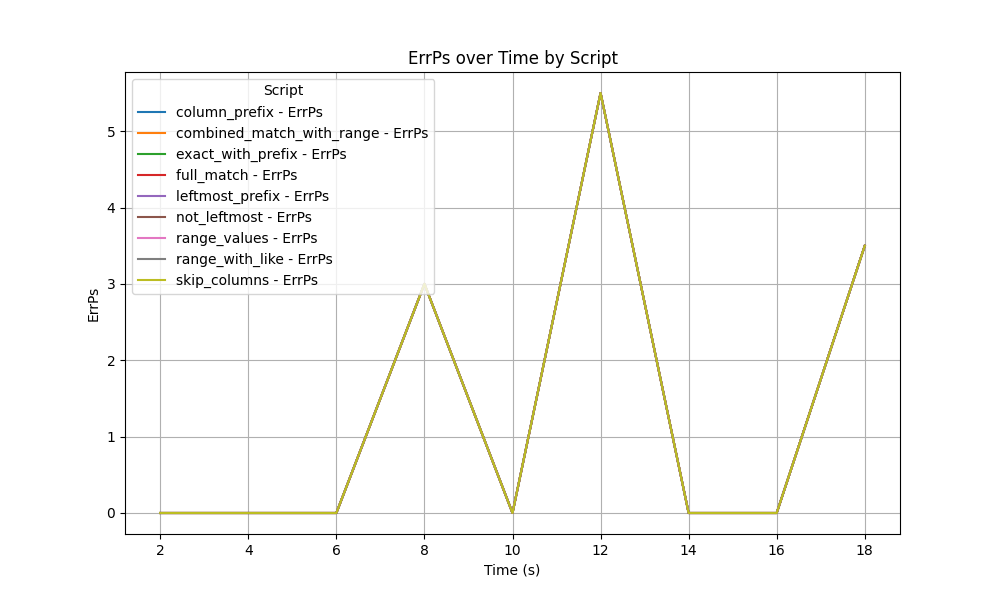 ErrPs over Time by Script
Script
column_prefix - ErrPs
combined_match_with_range - ErrPs
exact_with_prefix - ErrPs
full_match - ErrPs
leftmost_prefix - ErrPs
not_leftmost - ErrPs
range_values - ErrPs
range_with_like - ErrPs
skip_columns - ErrPs
ErrPs
5
4
3
2
1
0
2 4 6 8 10 12 14 16 18
Time (s)